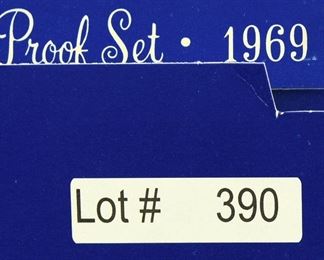 Proof Set · 1969
Lot # 390